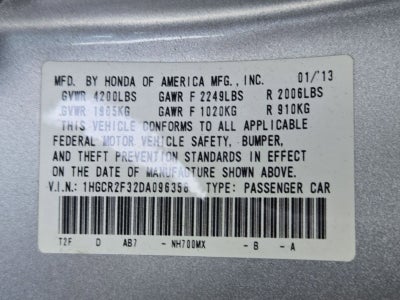 MFD. BY HONDA OF AMERICA MFG., INC. 01/'13
GVWR 4200LBS GAWR F 2249LBS R 2006LBS
GVWR 1905KG GAWR F 1020KG R 910KG
THIS VEHICLE CONFORMS TO ALL APPLICABLE
FEDERAL MOTOR VEHICLE SAFETY, BUMPER,
AND THEFT PREVENTION STANDARDS IN EFFECT
ON THE DATE OF MANUFACTURE SHOWN ABOVE.
V.I.N.: 1HGCR2F32DA096356 TYPE: PASSENGER CAR
T2F D AB7 - NH700MX - B - A